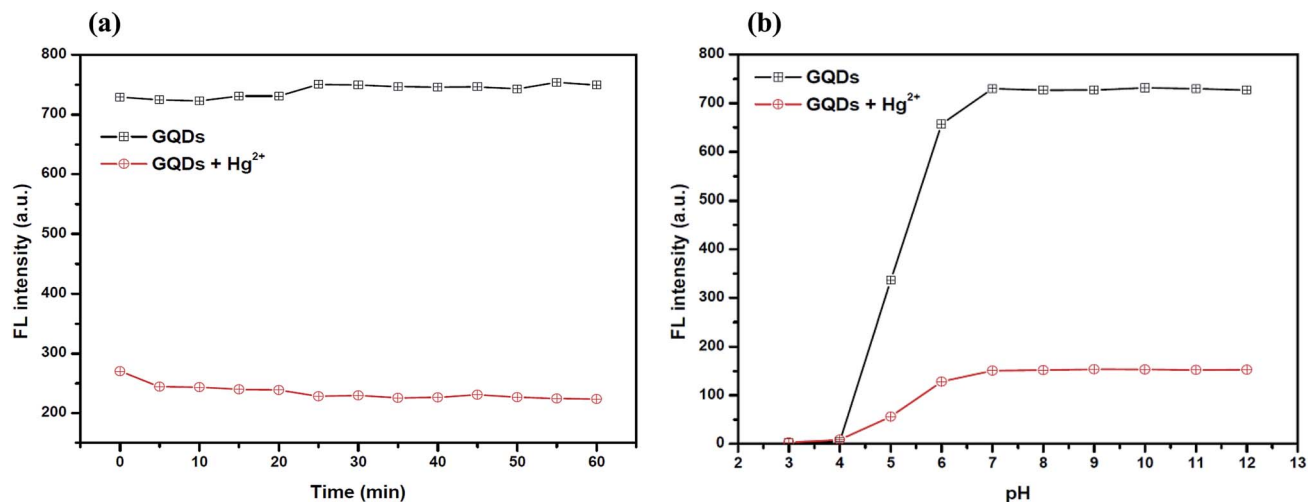 (a)
800
700
600
500
400
300
200
FL intensity (a.u.)
GQDs
GQDs + Hg²⁺
0 10 20 30 40 50 60
Time (min)
(b)
800
700
600
500
400
300
200
100
0
FL intensity (a.u.)
GQDs
GQDs + Hg²⁺
2 3 4 5 6 7 8 9 10 11 12 13
pH